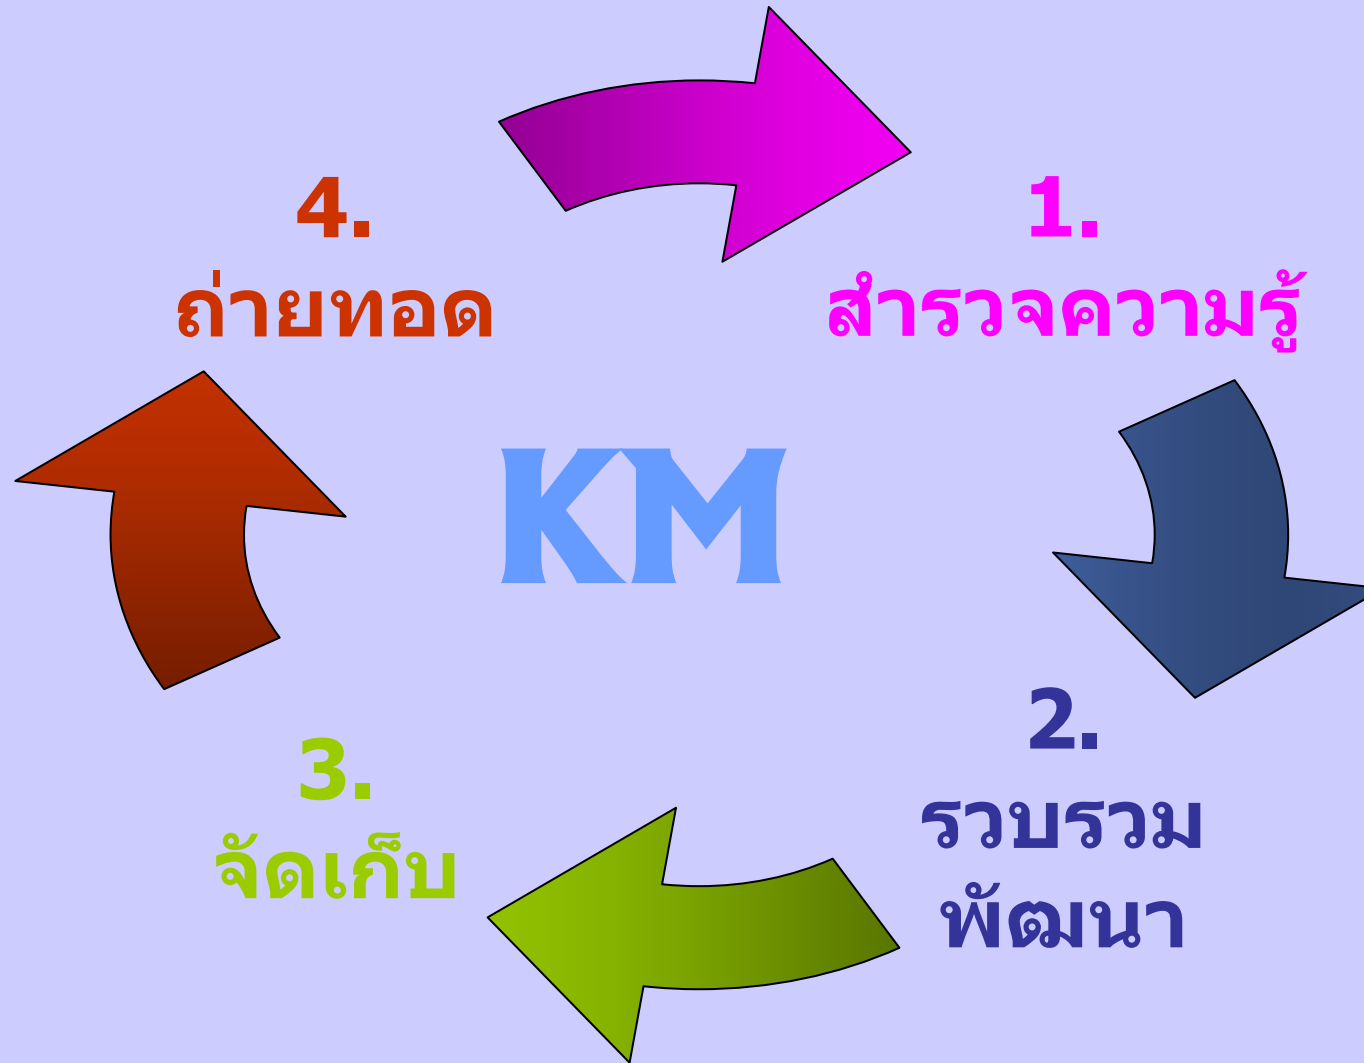 1.
สำรวจความรู้
2.
รวบรวม
พัฒนา
3.
จัดเก็บ
4.
ถ่ายทอด
KM